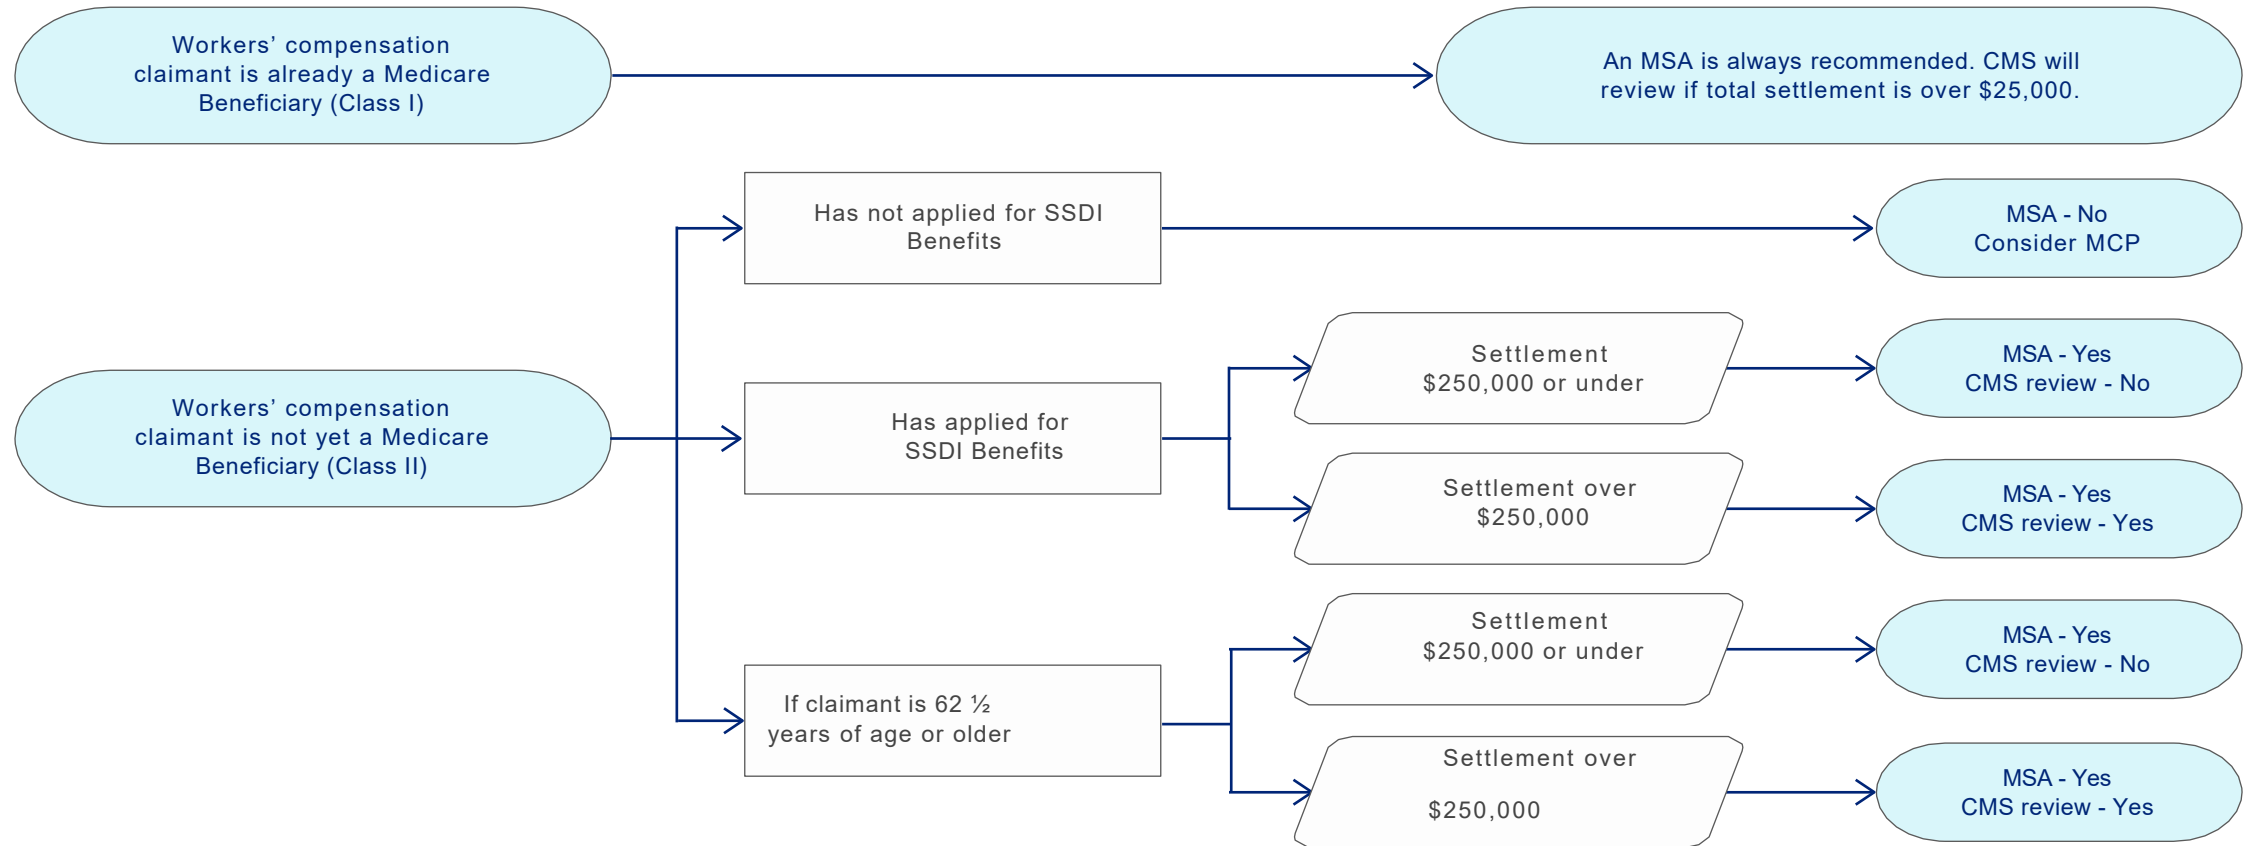 Workers’ compensation
claimant is already a Medicare
Beneficiary (Class I)
An MSA is always recommended. CMS will
review if total settlement is over $25,000.
Has not applied for SSDI
Benefits
MSA - No
Consider MCP
Workers’ compensation
claimant is not yet a Medicare
Beneficiary (Class II)
Has applied for
SSDI Benefits
Settlement
$250,000 or under
MSA - Yes
CMS review - No
Settlement over
$250,000
MSA - Yes
CMS review - Yes
If claimant is 62 ½
years of age or older
Settlement
$250,000 or under
MSA - Yes
CMS review - No
Settlement over
$250,000
MSA - Yes
CMS review - Yes